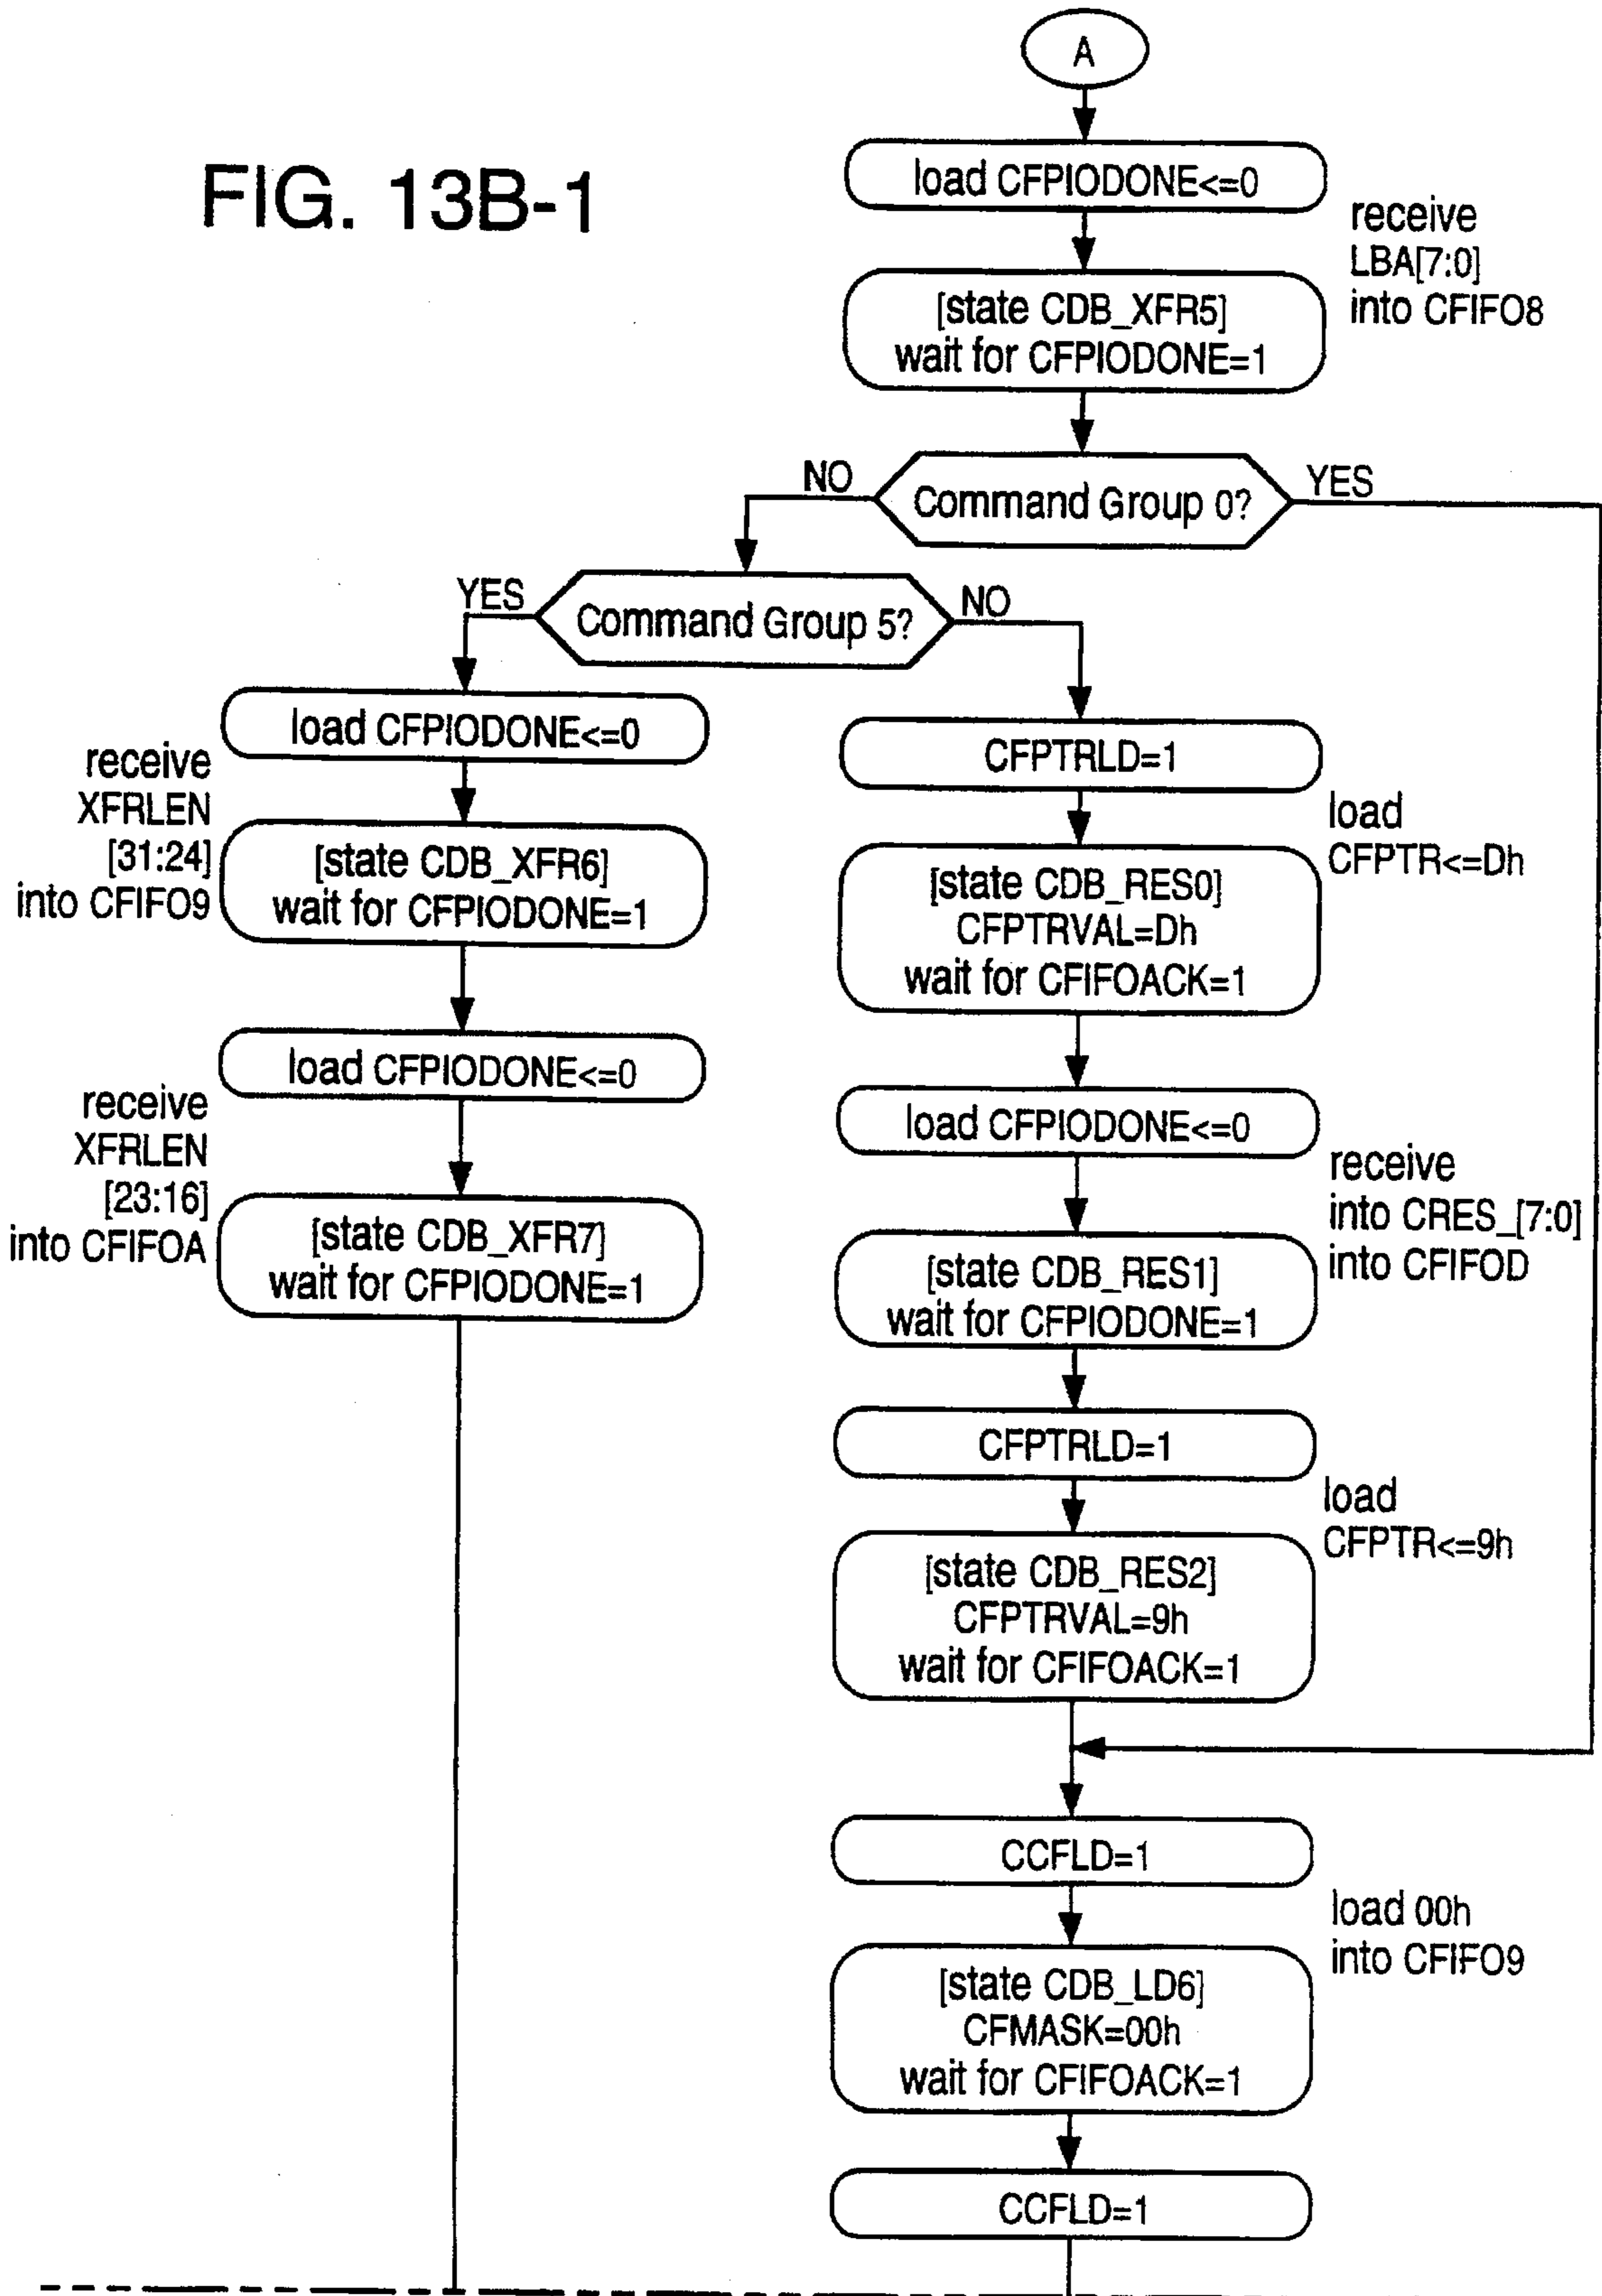 FIG. 13B-1
A
load CFPIODONE<=0
receive
LBA[7:0]
into CFIFO8
[state CDB_XFR5]
wait for CFPIODONE=1
Command Group 0?
NO
YES
Command Group 5?
YES
NO
load CFPIODONE<=0
receive
XFRLEN
[31:24]
into CFIFO9
[state CDB_XFR6]
wait for CFPIODONE=1
load CFPIODONE<=0
receive
XFRLEN
[23:16]
into CFIFOA
[state CDB_XFR7]
wait for CFPIODONE=1
CFPTRLD=1
load
CFPTR<=Dh
[state CDB_RES0]
CFPTRVAL=Dh
wait for CFIFOACK=1
load CFPIODONE<=0
receive
into CRES_[7:0]
into CFIFOD
[state CDB_RES1]
wait for CFPIODONE=1
CFPTRLD=1
load
CFPTR<=9h
[state CDB_RES2]
CFPTRVAL=9h
wait for CFIFOACK=1
CCFLD=1
load 00h
into CFIFO9
[state CDB_LD6]
CFMASK=00h
wait for CFIFOACK=1
CCFLD=1